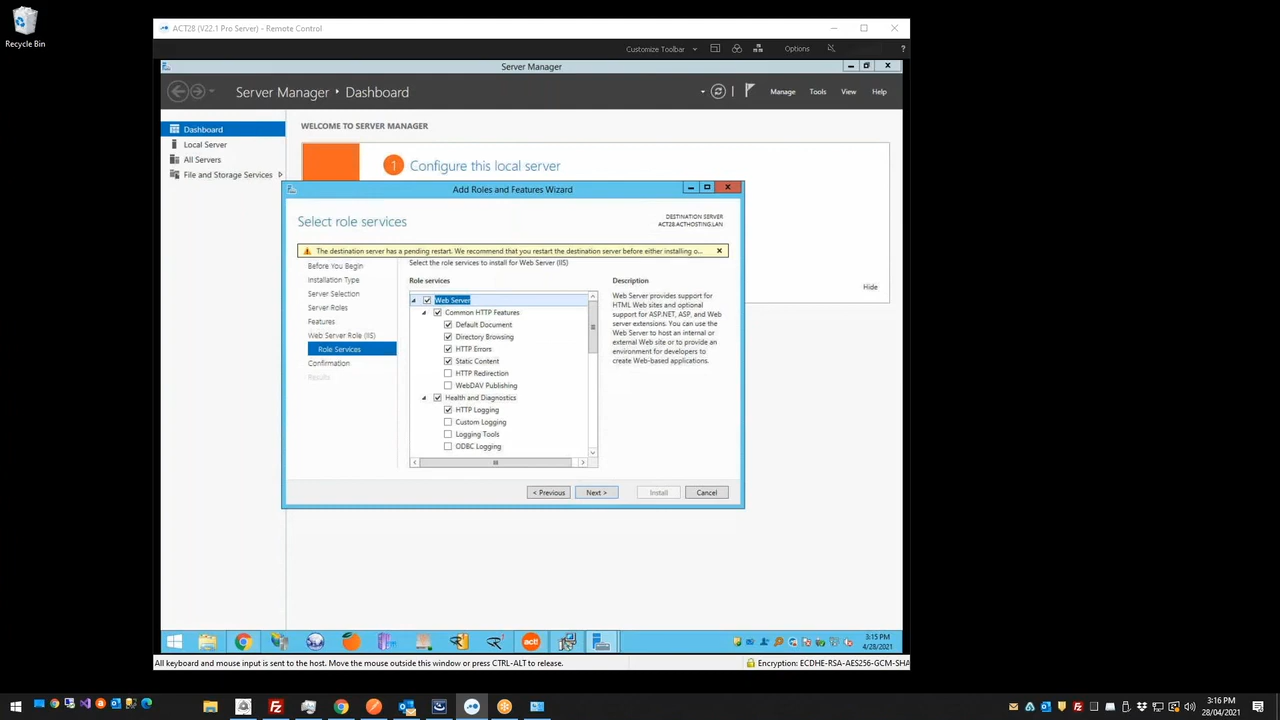 Recycle Bin
ACT28 (V22.1 Pro Server) - Remote Control
Customize Toolbar
Options
?
Server Manager
Server Manager • Dashboard
Manage
Tools
View
Help
Dashboard
Local Server
All Servers
File and Storage Services
WELCOME TO SERVER MANAGER
1 Configure this local server
Hide
Add Roles and Features Wizard
Select role services
DESTINATION SERVER
ACT28.ACTHOSTING.LAN
The destination server has a pending restart. We recommend that you restart the destination server before either installing o...
Before You Begin
Installation Type
Server Selection
Server Roles
Features
Web Server Role (IIS)
Role Services
Confirmation
Results
Select the role services to install for Web Server (IIS)
Role services
Web Server
Common HTTP Features
Default Document
Directory Browsing
HTTP Errors
Static Content
HTTP Redirection
WebDAV Publishing
Health and Diagnostics
HTTP Logging
Custom Logging
Logging Tools
ODBC Logging
Description
Web Server provides support for
HTML Web sites and optional
support for ASP.NET, ASP, and Web
server extensions. You can use the
Web Server to host an internal or
external Web site or to provide an
environment for developers to
create Web-based applications.
< Previous
Next >
Install
Cancel
act!
3:15 PM
4/28/2021
All keyboard and mouse input is sent to the host. Move the mouse outside this window or press CTRL-ALT to release.
Encryption: ECDHE-RSA-AES256-GCM-SHA
3:16 PM
28/04/2021